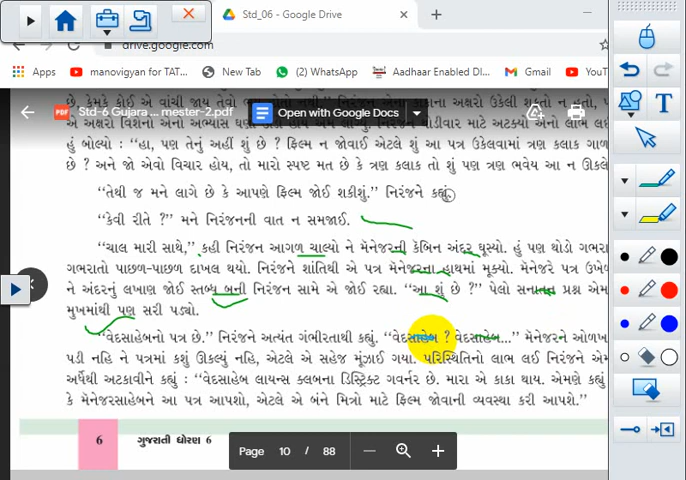 Std_06 - Google Drive
drive.google.com
Apps
manovigyan for TAT...
New Tab
(2) WhatsApp
Aadhaar Enabled DI...
Gmail
Std-6 Gujara ... mester-2.pdf
Open with Google Docs
હું બોલ્યો : “હા, પણ તેનું અહીં શું છે ? ફિલ્મ ન જોવાઈ એટલે શું આ પત્ર ઉકેલવામાં ત્રણ કલાક ગાળ
છે ? અને જો એવો વિચાર હોય, તો મારો સ્પષ્ટ મત છે કે ત્રણ કલાક તો શું પણ ત્રણ ભવેય આ ન ઊકલે
“તેથી જ મને લાગે છે કે આપણે ફિલ્મ જોઈ શકીશું.” નિરંજને કહ્યું.
“કેવી રીતે ?” મને નિરંજનની વાત ન સમજાઈ.
“ચાલ મારી સાથે,” કહી નિરંજન આગળ ચાલ્યો ને મૅનેજરની કેબિન અંદર ઘૂસ્યો. હું પણ થોડો ગભરા
ગભરાતો પાછળ-પાછળ દાખલ થયો. નિરંજને શાંતિથી એ પત્ર મૅનેજરના હાથમાં મૂક્યો. મૅનેજરે પત્ર ઉખે
ને અંદરનું લખાણ જોઈ સ્તબ્ધ બની નિરંજન સામે એ જોઈ રહ્યા. “આ શું છે ?” પેલો સનાતન પ્રશ્ન એમ
મુખમાંથી પણ સરી પડ્યો.
“વેદસાહેબનો પત્ર છે.” નિરંજને અત્યંત ગંભીરતાથી કહ્યું. “વેદસાહેબ ? વેદસાહેબ...” મૅનેજરને ઓળખ
પડી નહિ ને પત્રમાં કશું ઊકલ્યું નહિ, એટલે એ સહેજ મૂંઝાઈ ગયા. પરિસ્થિતિનો લાભ લઈ નિરંજને એમ
અર્ધેથી અટકાવીને કહ્યું : “વેદસાહેબ લાયન્સ ક્લબના ડિસ્ટ્રિક્ટ ગવર્નર છે. મારા એ કાકા થાય. એમણે કહ્યું
કે મૅનેજરસાહેબને આ પત્ર આપશો, એટલે એ બંને મિત્રો માટે ફિલ્મ જોવાની વ્યવસ્થા કરી આપશે.”
6 ગુજરાતી ધોરણ 6
Page 10 / 88